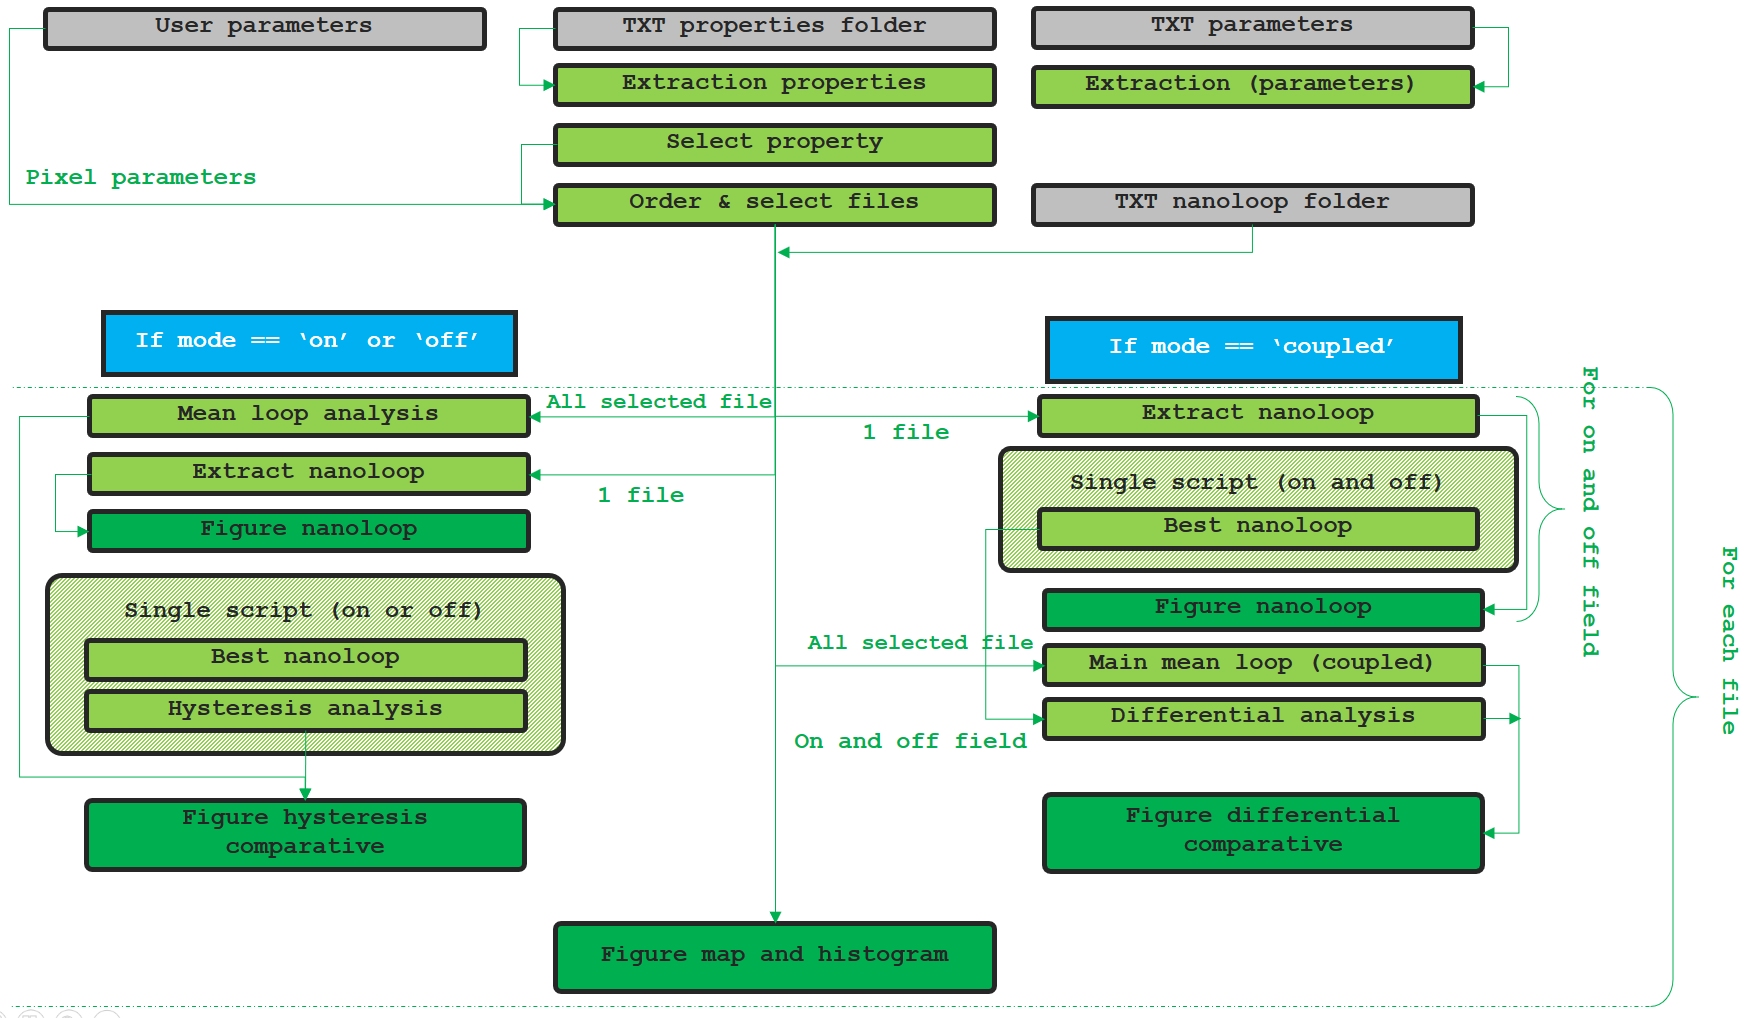 User parameters
TXT properties folder
TXT parameters
Extraction properties
Extraction (parameters)
Select property
Pixel parameters
Order & select files
TXT nanoloop folder
If mode == ‘on’ or ‘off’
If mode == ‘coupled’
All selected file
Mean loop analysis
Extract nanoloop
1 file
Extract nanoloop
1 file
Figure nanoloop
Single script (on and off)
Best nanoloop
For on and off field
For each file
Single script (on or off)
Best nanoloop
Hysteresis analysis
Figure nanoloop
All selected file
Main mean loop (coupled)
Differential analysis
On and off field
Figure hysteresis
comparative
Figure differential
comparative
Figure map and histogram